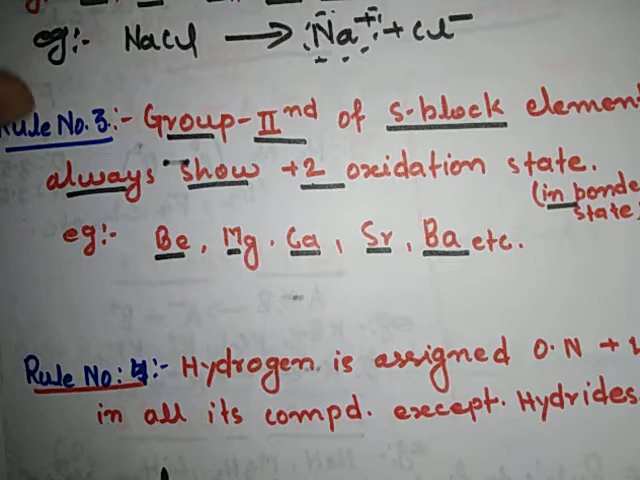 eg:- NaCl ⟶ Na⁺ + Cl⁻
Rule No. 3:- Group-IInd of s-block element
always show +2 oxidation state.
(in bonde
state
eg:- Be, Mg. Ca, Sr, Ba etc.
Rule No: 4:- Hydrogen is assigned O.N +1
in all its compd. except. Hydrides.